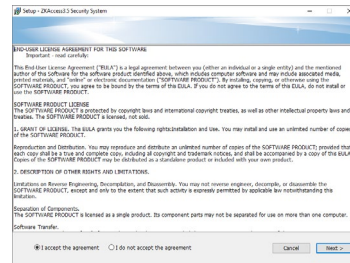 Setup - ZKAccess3.5 Security System
END-USER LICENSE AGREEMENT FOR THIS SOFTWARE
Important - read carefully:
This End-User License Agreement ("EULA") is a legal agreement between you (either an individual or a single entity) and the mentioned
author of this Software for the software product identified above, which includes computer software and may include associated media,
printed materials, and "online" or electronic documentation ("SOFTWARE PRODUCT"). By installing, copying, or otherwise using the
SOFTWARE PRODUCT, you agree to be bound by the terms of this EULA. If you do not agree to the terms of this EULA, do not install or
use the SOFTWARE PRODUCT.
SOFTWARE PRODUCT LICENSE
The SOFTWARE PRODUCT is protected by copyright laws and international copyright treaties, as well as other intellectual property laws and
treaties. The SOFTWARE PRODUCT is licensed, not sold.
1. GRANT OF LICENSE. The EULA grants you the following rights:Installation and Use. You may install and use an unlimited number of copies
of the SOFTWARE PRODUCT.
Reproduction and Distribution. You may reproduce and distribute an unlimited number of copies of the SOFTWARE PRODUCT; provided that
each copy shall be a true and complete copy, including all copyright and trademark notices, and shall be accompanied by a copy of the EULA
Copies of the SOFTWARE PRODUCT may be distributed as a standalone product or included with your own product.
2. DESCRIPTION OF OTHER RIGHTS AND LIMITATIONS.
Limitations on Reverse Engineering, Decompilation, and Disassembly. You may not reverse engineer, decompile, or disassemble the
SOFTWARE PRODUCT, except and only to the extent that such activity is expressly permitted by applicable law notwithstanding this
limitation.
Separation of Components.
The SOFTWARE PRODUCT is licensed as a single product. Its component parts may not be separated for use on more than one computer.
Software Transfer.
I accept the agreement
I do not accept the agreement
Cancel
Next >